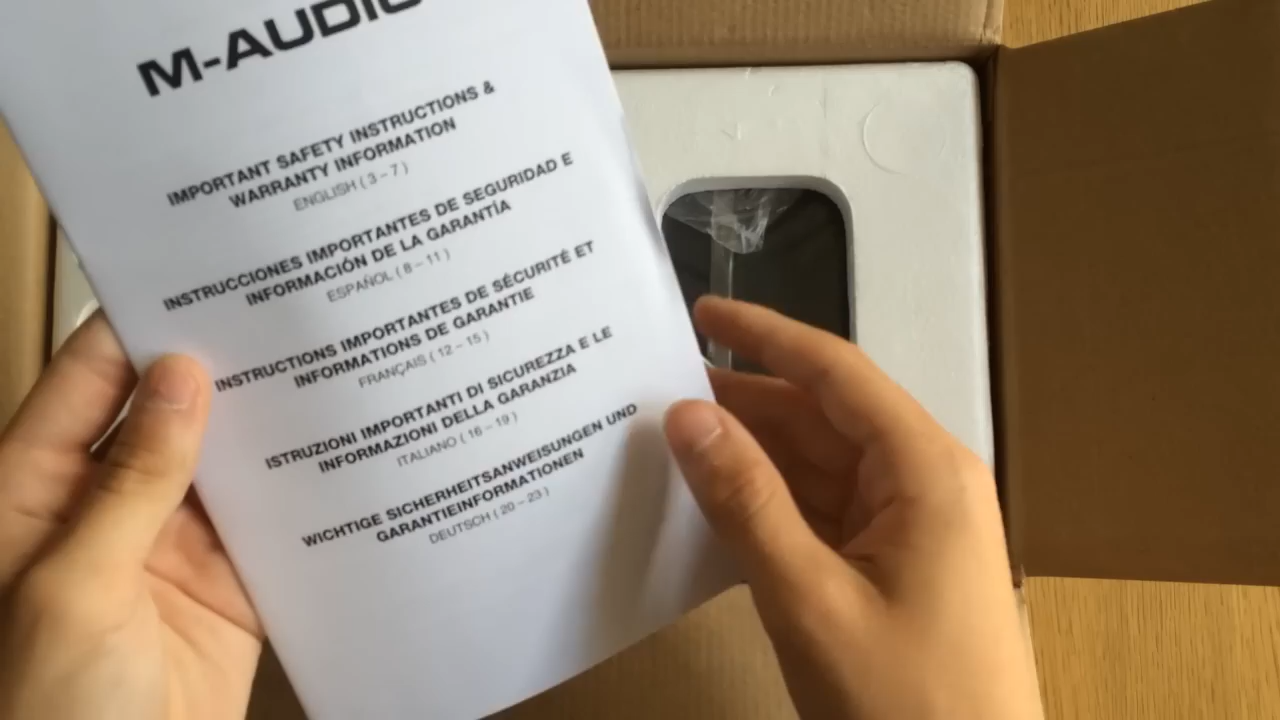 M-AUDIO
IMPORTANT SAFETY INSTRUCTIONS &
WARRANTY INFORMATION
ENGLISH ( 3 – 7 )
INSTRUCCIONES IMPORTANTES DE SEGURIDAD E
INFORMACIÓN DE LA GARANTÍA
ESPAÑOL ( 8 – 11 )
INSTRUCTIONS IMPORTANTES DE SÉCURITÉ ET
INFORMATIONS DE GARANTIE
FRANÇAIS ( 12 – 15 )
ISTRUZIONI IMPORTANTI DI SICUREZZA E LE
INFORMAZIONI DELLA GARANZIA
ITALIANO ( 16 – 19 )
WICHTIGE SICHERHEITSANWEISUNGEN UND
GARANTIEINFORMATIONEN
DEUTSCH ( 20 – 23 )